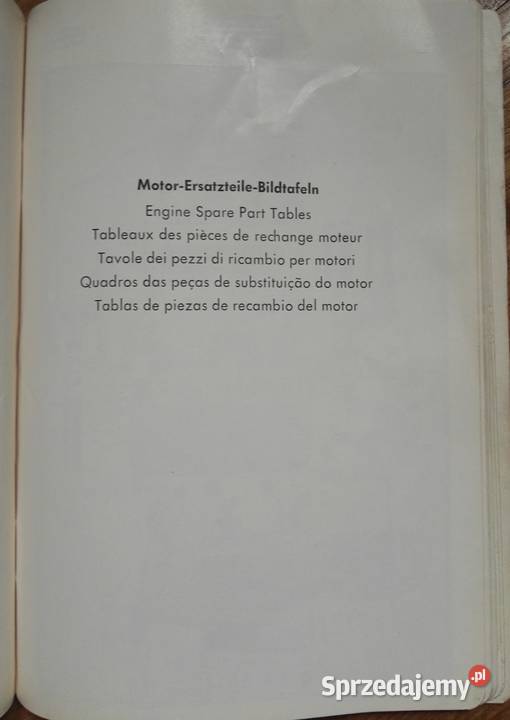 Motor-Ersatzteile-Bildtafeln
Engine Spare Part Tables
Tableaux des pièces de rechange moteur
Tavole dei pezzi di ricambio per motori
Quadros das peças de substituição do motor
Tablas de piezas de recambio del motor
Sprzedajemy.pl